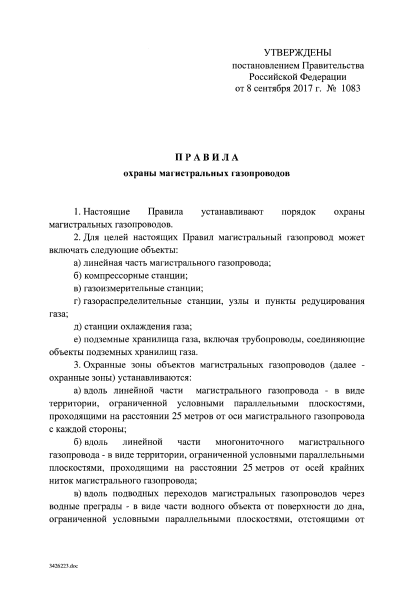 УТВЕРЖДЕНЫ
постановлением Правительства
Российской Федерации
от 8 сентября 2017 г. № 1083
П Р А В И Л А
охраны магистральных газопроводов
1. Настоящие Правила устанавливают порядок охраны
магистральных газопроводов.
2. Для целей настоящих Правил магистральный газопровод может
включать следующие объекты:
а) линейная часть магистрального газопровода;
б) компрессорные станции;
в) газоизмерительные станции;
г) газораспределительные станции, узлы и пункты редуцирования
газа;
д) станции охлаждения газа;
е) подземные хранилища газа, включая трубопроводы, соединяющие
объекты подземных хранилищ газа.
3. Охранные зоны объектов магистральных газопроводов (далее -
охранные зоны) устанавливаются:
а) вдоль линейной части магистрального газопровода - в виде
территории, ограниченной условными параллельными плоскостями,
проходящими на расстоянии 25 метров от оси магистрального газопровода
с каждой стороны;
б) вдоль линейной части многониточного магистрального
газопровода - в виде территории, ограниченной условными параллельными
плоскостями, проходящими на расстоянии 25 метров от осей крайних
ниток магистрального газопровода;
в) вдоль подводных переходов магистральных газопроводов через
водные преграды - в виде части водного объекта от поверхности до дна,
ограниченной условными параллельными плоскостями, отстоящими от
3426223.doc